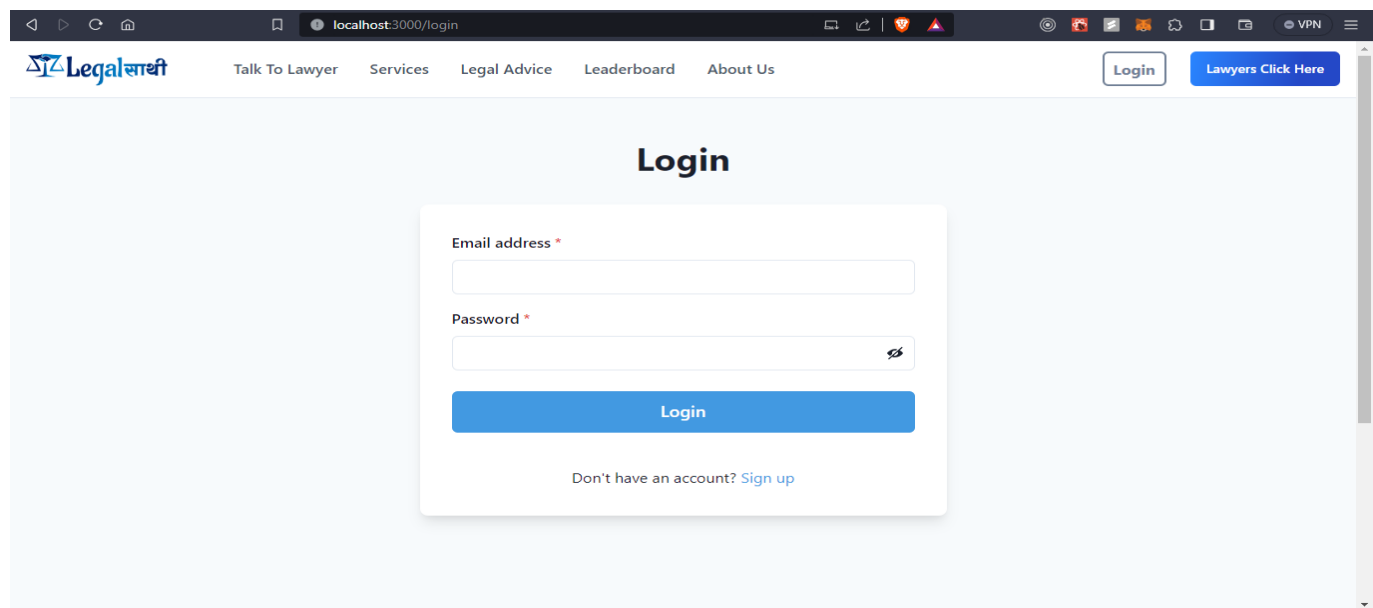 localhost:3000/login
VPN
Legalसाथी
Talk To Lawyer Services Legal Advice Leaderboard About Us
Login
Lawyers Click Here
Login
Email address *
Password *
Login
Don't have an account? Sign up